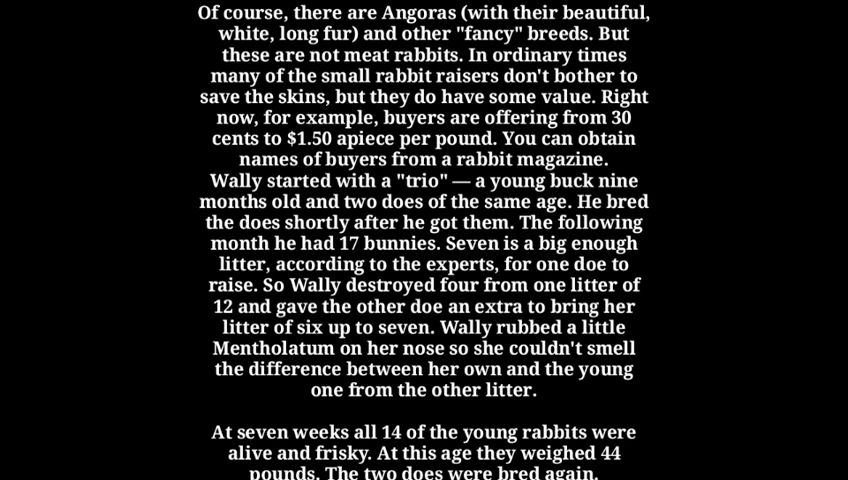 Of course, there are Angoras (with their beautiful,
white, long fur) and other "fancy" breeds. But
these are not meat rabbits. In ordinary times
many of the small rabbit raisers don't bother to
save the skins, but they do have some value. Right
now, for example, buyers are offering from 30
cents to $1.50 apiece per pound. You can obtain
names of buyers from a rabbit magazine.
Wally started with a "trio" — a young buck nine
months old and two does of the same age. He bred
the does shortly after he got them. The following
month he had 17 bunnies. Seven is a big enough
litter, according to the experts, for one doe to
raise. So Wally destroyed four from one litter of
12 and gave the other doe an extra to bring her
litter of six up to seven. Wally rubbed a little
Mentholatum on her nose so she couldn't smell
the difference between her own and the young
one from the other litter.
At seven weeks all 14 of the young rabbits were
alive and frisky. At this age they weighed 44
pounds. The two does were bred again.